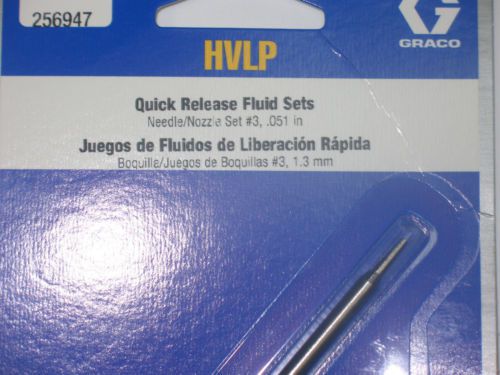 256947
GRACO
HVLP
Quick Release Fluid Sets
Needle/Nozzle Set #3, .051 in
Juegos de Fluidos de Liberación Rápida
Boquilla/Juegos de Boquillas #3, 1.3 mm